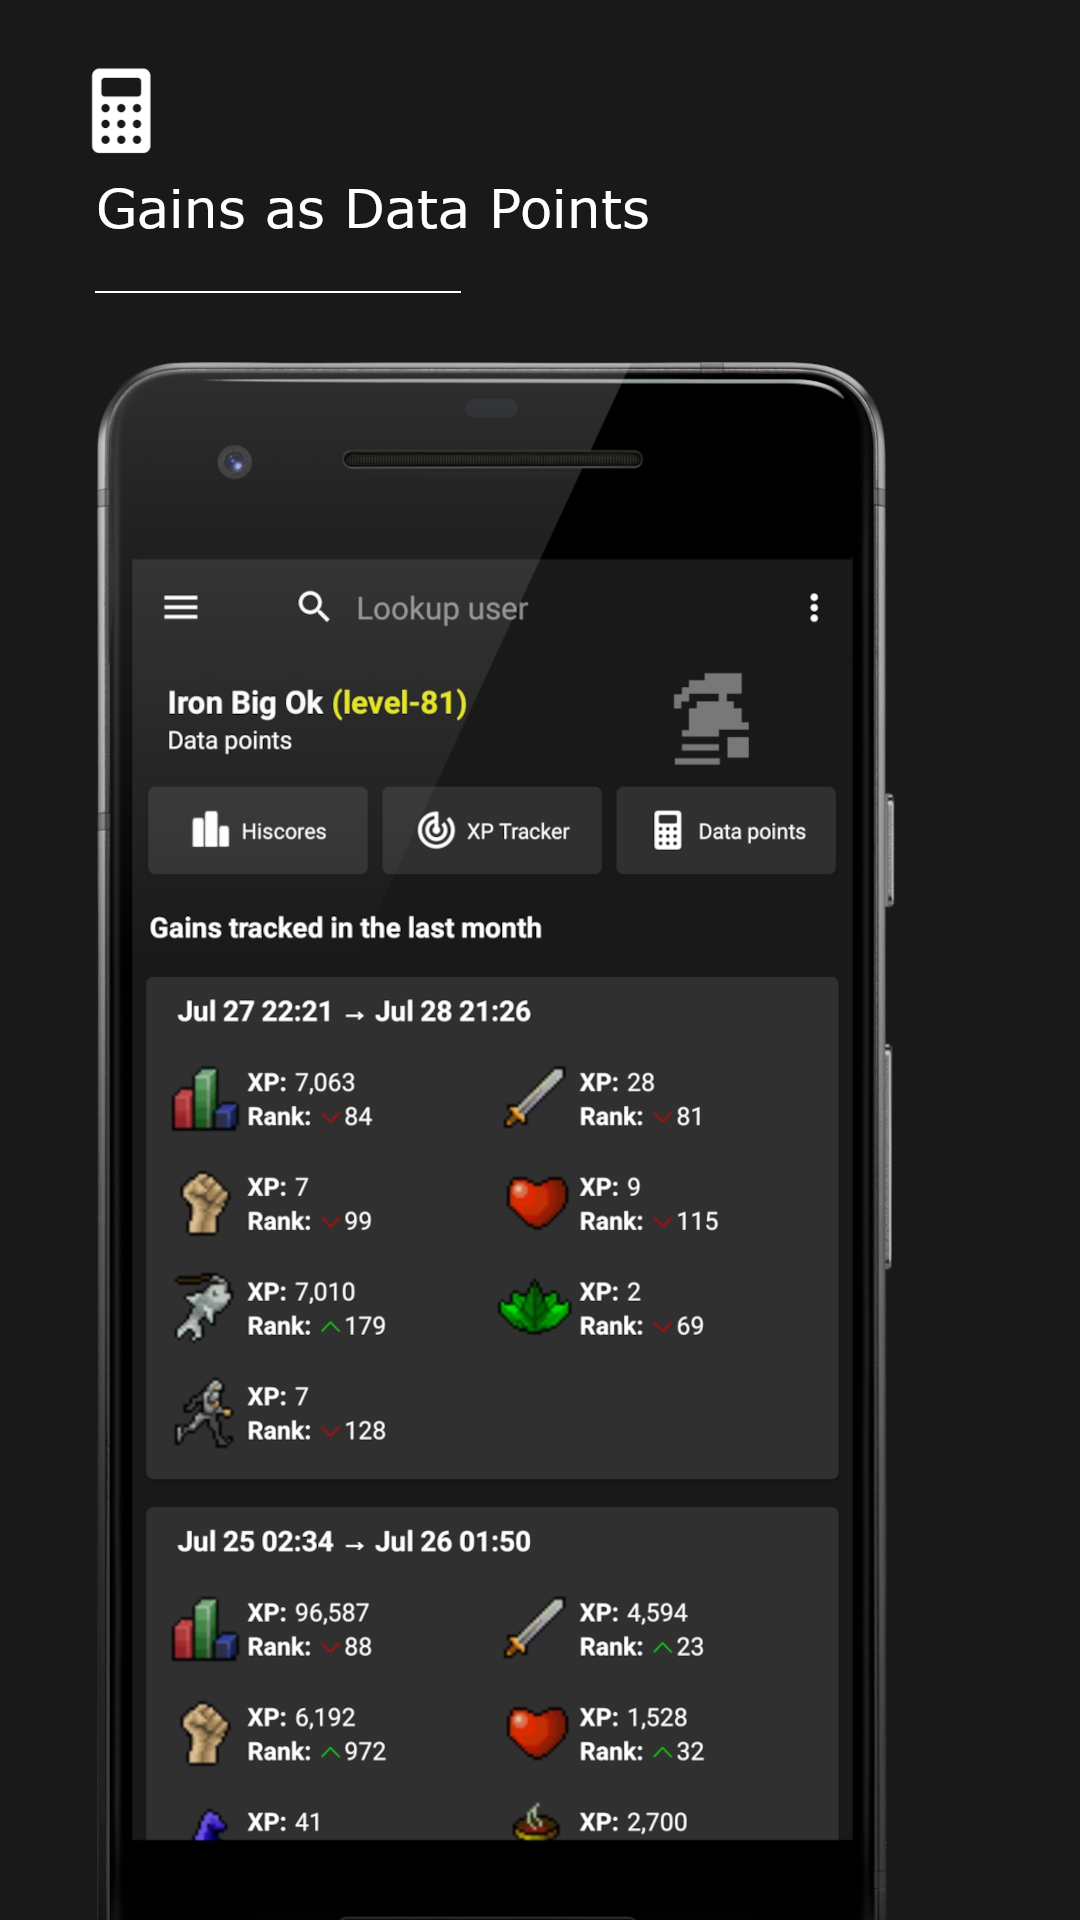 Gains as Data Points
Lookup user
Iron Big Ok (level-81)
Data points
Hiscores
XP Tracker
Data points
Gains tracked in the last month
Jul 27 22:21 → Jul 28 21:26
XP: 7,063
Rank: 84
XP: 28
Rank: 81
XP: 7
Rank: 99
XP: 9
Rank: 115
XP: 7,010
Rank: 179
XP: 2
Rank: 69
XP: 7
Rank: 128
Jul 25 02:34 → Jul 26 01:50
XP: 96,587
Rank: 88
XP: 4,594
Rank: 23
XP: 6,192
Rank: 972
XP: 1,528
Rank: 32
XP: 41
XP: 2,700